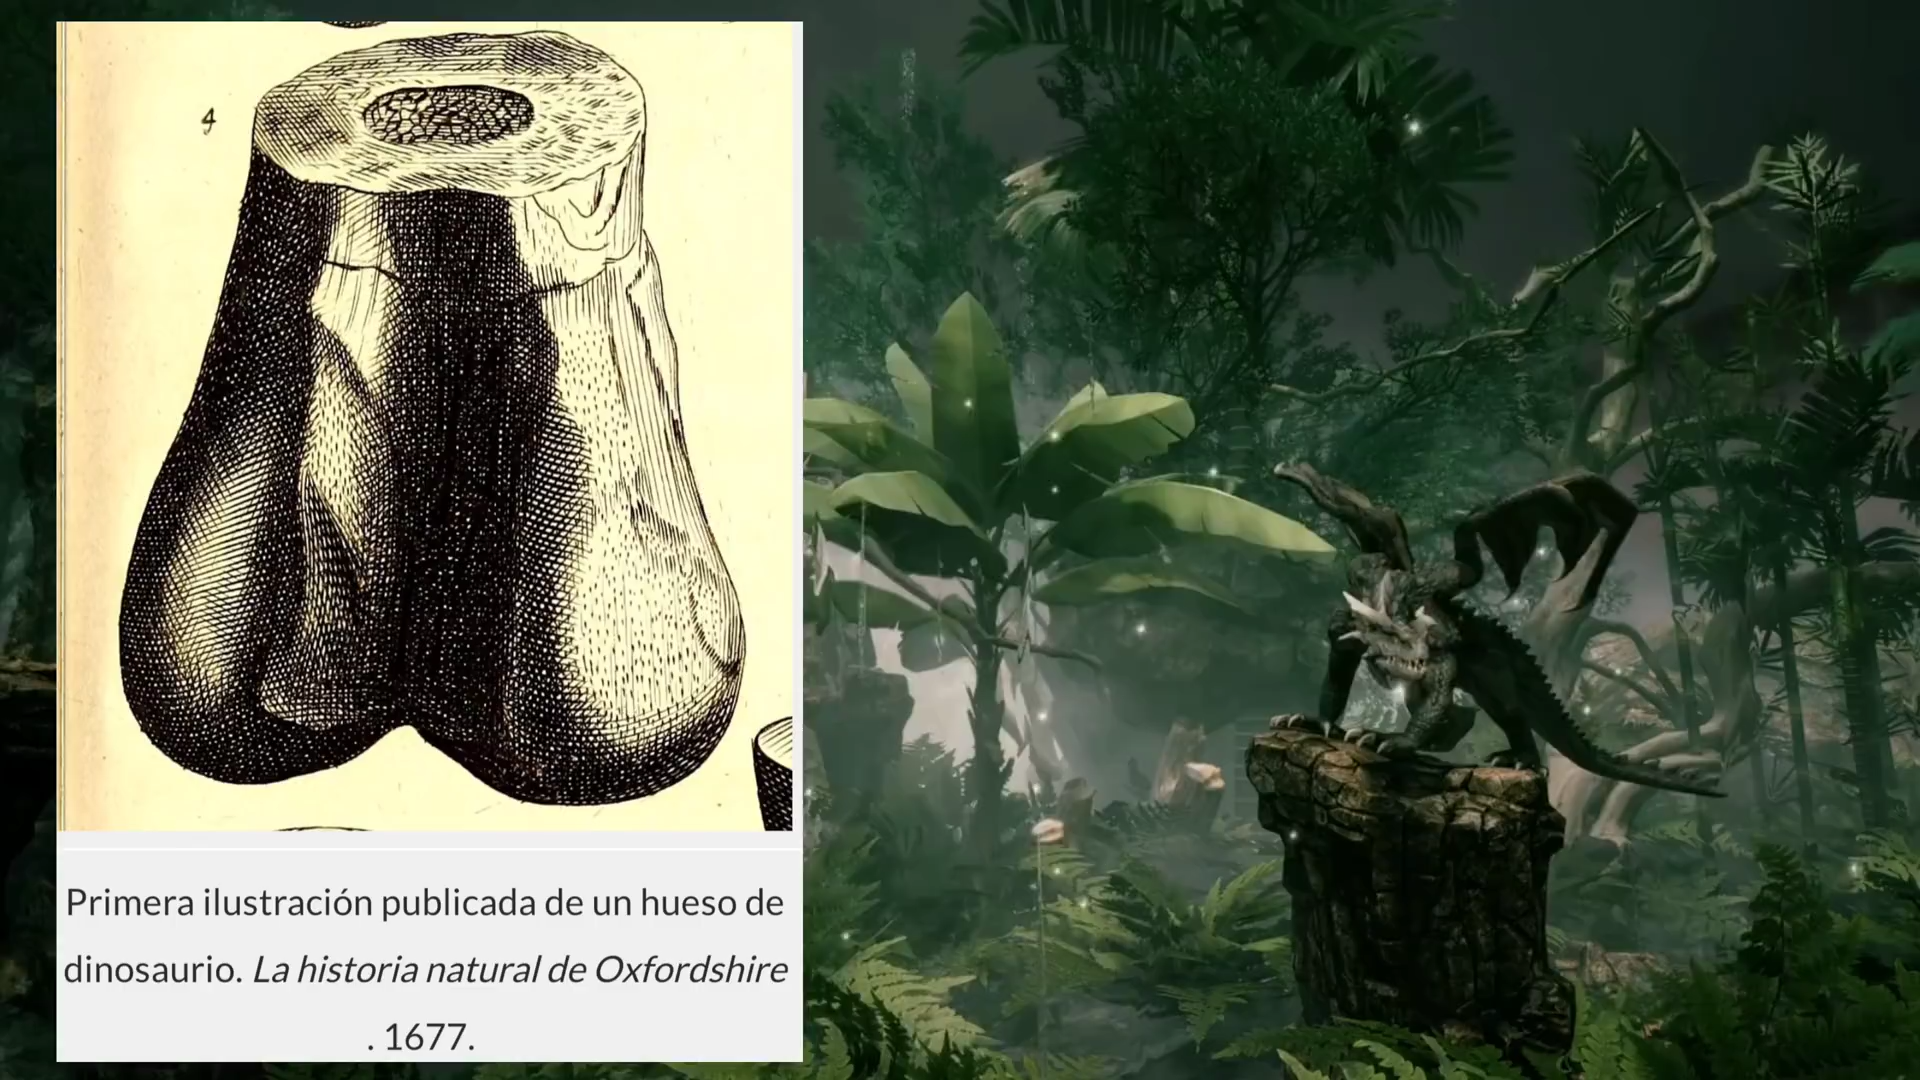 4
Primera ilustración publicada de un hueso de
dinosaurio. La historia natural de Oxfordshire
. 1677.